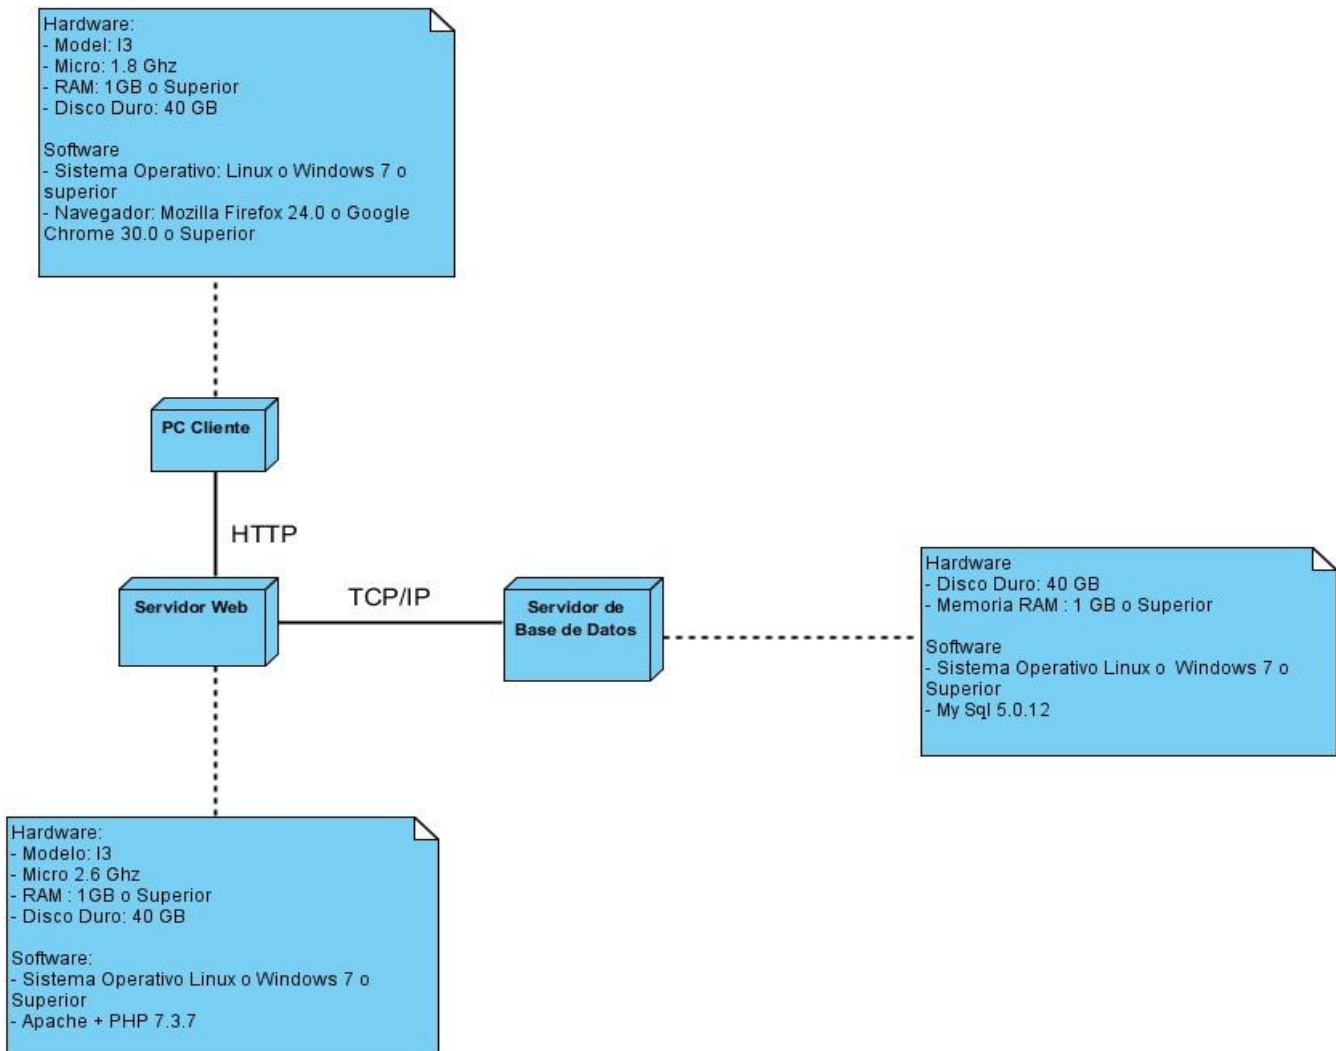 Hardware:
- Model: I3
- Micro: 1.8 Ghz
- RAM: 1GB o Superior
- Disco Duro: 40 GB
Software
- Sistema Operativo: Linux o Windows 7 o
superior
- Navegador: Mozilla Firefox 24.0 o Google
Chrome 30.0 o Superior
PC Cliente
HTTP
Servidor Web
TCP/IP
Servidor de
Base de Datos
Hardware
- Disco Duro: 40 GB
- Memoria RAM : 1 GB o Superior
Software
- Sistema Operativo Linux o Windows 7 o
Superior
- My Sql 5.0.12
Hardware:
- Modelo: I3
- Micro 2.6 Ghz
- RAM : 1GB o Superior
- Disco Duro: 40 GB
Software:
- Sistema Operativo Linux o Windows 7 o
Superior
- Apache + PHP 7.3.7